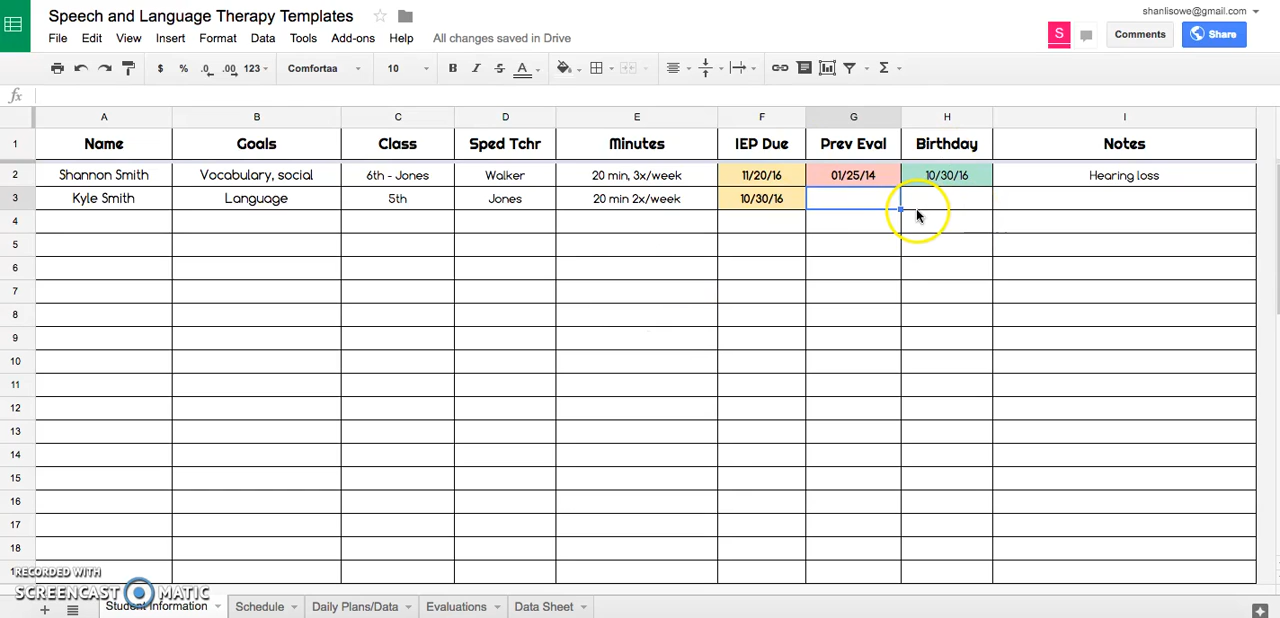 Speech and Language Therapy Templates
shanlisowe@gmail.com
File Edit View Insert Format Data Tools Add-ons Help All changes saved in Drive
S Comments Share
$ % .0 .00 123 Comfortaa 10 B I S A Σ
fx
A B C D E F G H I
1 Name Goals Class Sped Tchr Minutes IEP Due Prev Eval Birthday Notes
2 Shannon Smith Vocabulary, social 6th - Jones Walker 20 min, 3x/week 11/20/16 01/25/14 10/30/16 Hearing loss
3 Kyle Smith Language 5th Jones 20 min 2x/week 10/30/16
4
5
6
7
8
9
10
11
12
13
14
15
16
17
18
RECORDED WITH
SCREENCAST MATIC
Student Information Schedule Daily Plans/Data Evaluations Data Sheet